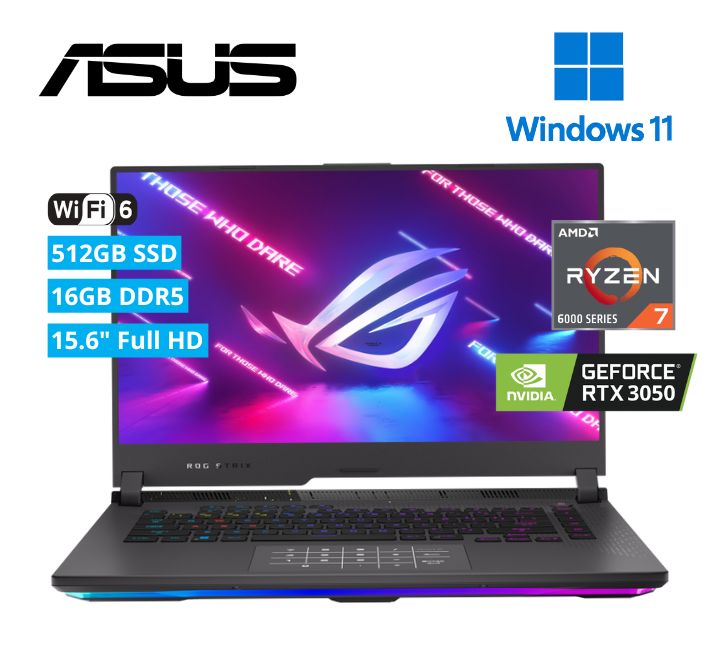 ASUS
Windows 11
WiFi 6
512GB SSD
16GB DDR5
15.6" Full HD
THOSE WHO DARE
FOR THOSE WHO DARE
FOR THOSE WHO DARE
AMD
RYZEN
6000 SERIES 7
NVIDIA.
GEFORCE®
RTX 3050
ROG STRIX